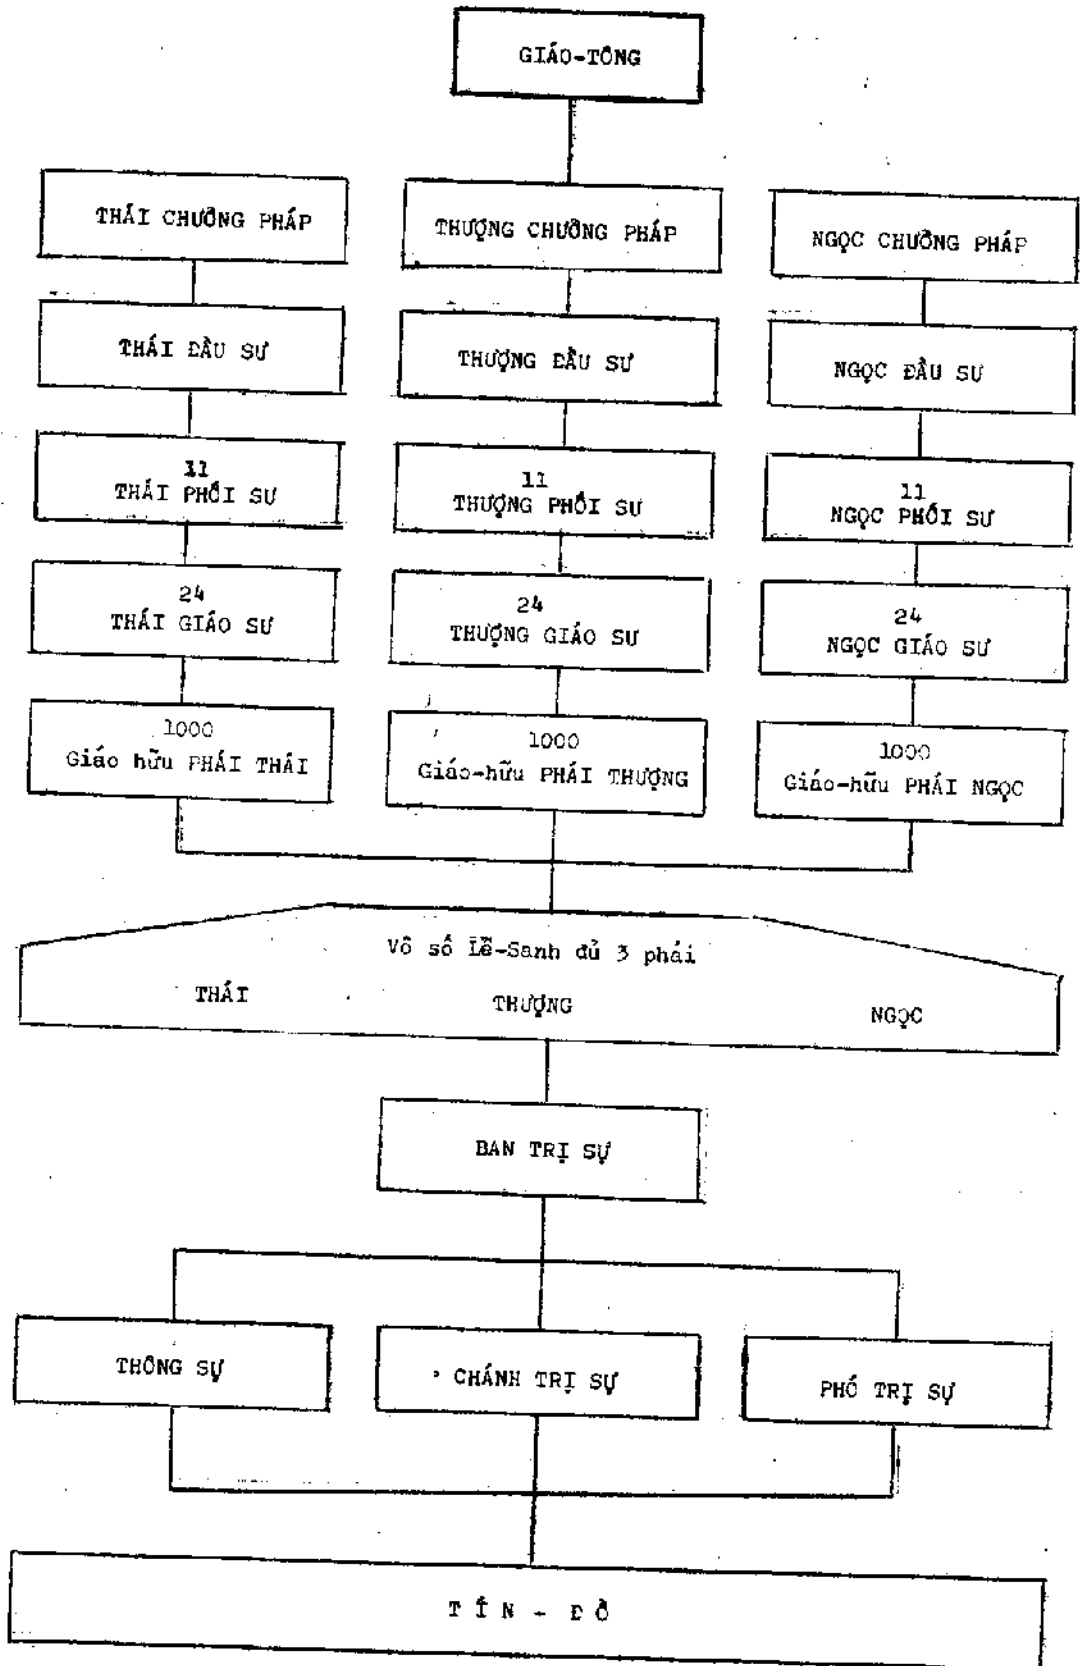 GIÁO-TÔNG
THÁI CHƯỞNG PHÁP
THƯỢNG CHƯỞNG PHÁP
NGỌC CHƯỞNG PHÁP
THÁI ĐẦU SƯ
THƯỢNG ĐẦU SƯ
NGỌC ĐẦU SƯ
11
THÁI PHỐI SƯ
11
THƯỢNG PHỐI SƯ
11
NGỌC PHỐI SƯ
24
THÁI GIÁO SƯ
24
THƯỢNG GIÁO SƯ
24
NGỌC GIÁO SƯ
1000
Giáo hữu PHÁI THÁI
1000
Giáo-hữu PHÁI THƯỢNG
1000
Giáo-hữu PHÁI NGỌC
Vô số Lễ-Sanh đủ 3 phái
THÁI THƯỢNG NGỌC
BAN TRỊ SỰ
THÔNG SỰ
CHÁNH TRỊ SỰ
PHÓ TRỊ SỰ
TÍN - ĐỒ